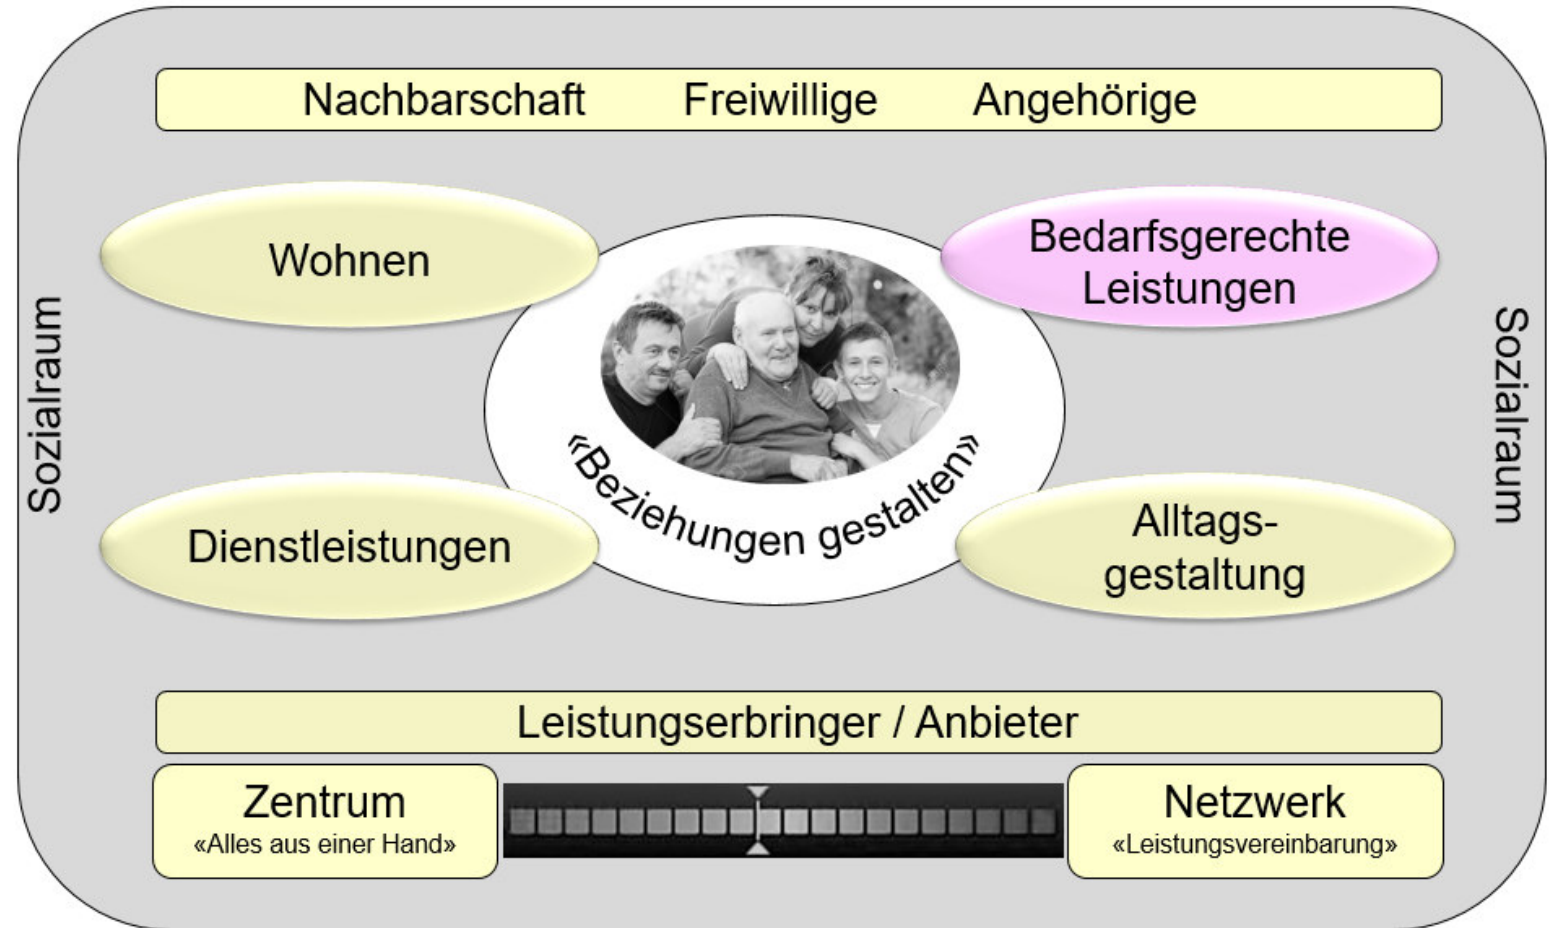 Nachbarschaft Freiwillige Angehörige
Wohnen
Bedarfsgerechte
Leistungen
Sozialraum
Sozialraum
«Beziehungen gestalten»
Dienstleistungen
Alltags-
gestaltung
Leistungserbringer / Anbieter
Zentrum
«Alles aus einer Hand»
Netzwerk
«Leistungsvereinbarung»